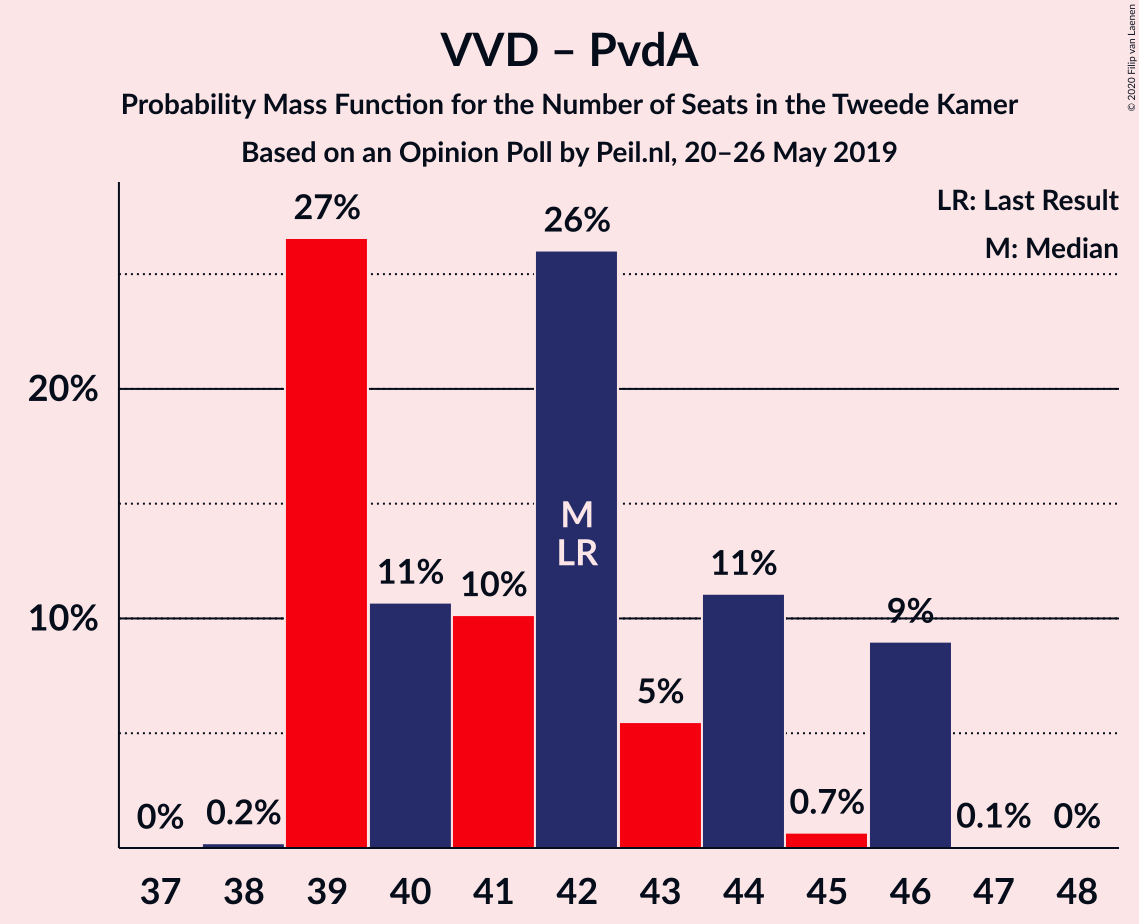 VVD – PvdA
Probability Mass Function for the Number of Seats in the Tweede Kamer
Based on an Opinion Poll by Peil.nl, 20–26 May 2019
© 2020 Filip van Laenen
LR: Last Result
M: Median
27%
26%
20%
M
LR
11%
10%
11%
10%
9%
5%
0%
0.2%
0.7%
0.1%
0%
37 38 39 40 41 42 43 44 45 46 47 48